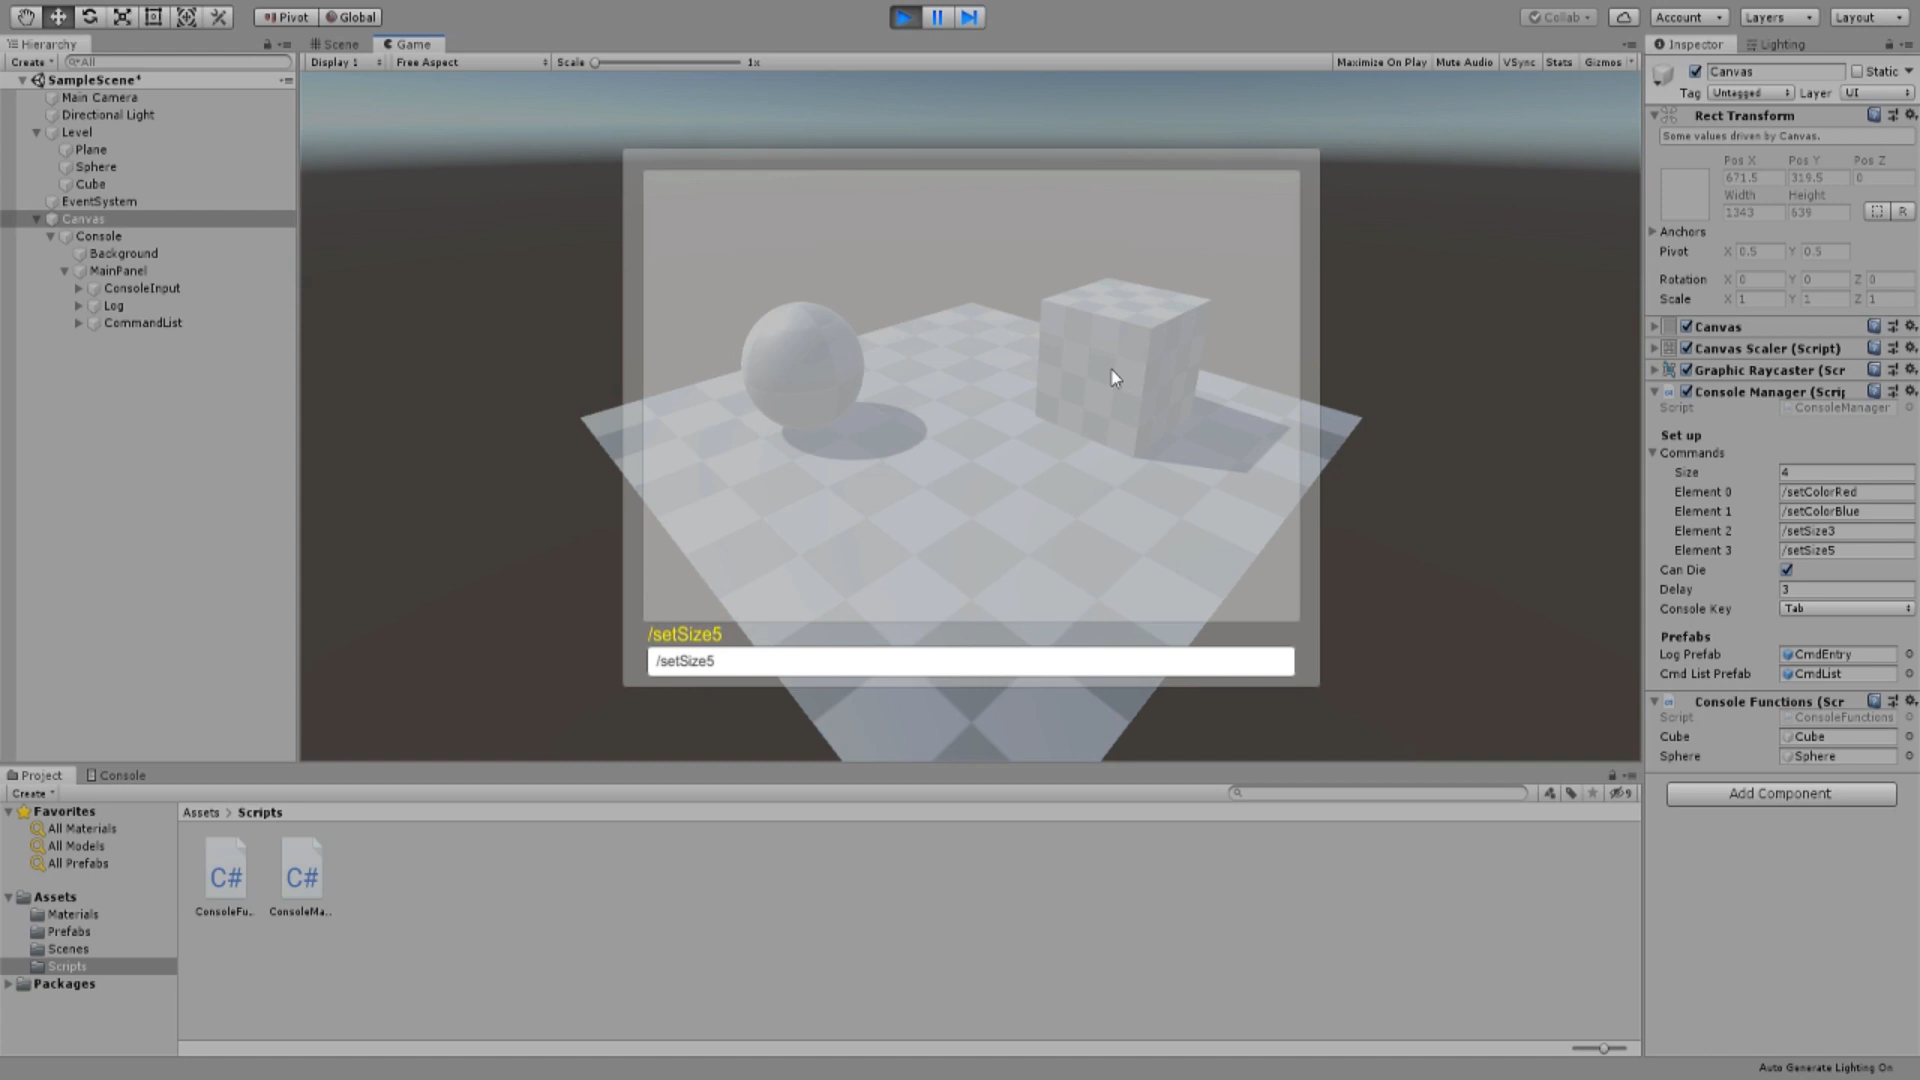 Pivot Global Collab Account Layers Layout
Hierarchy Scene Game Inspector Lighting
Create All Display 1 Free Aspect Scale 1x Maximize On Play Mute Audio VSync Stats Gizmos
SampleScene*
Main Camera
Directional Light
Level
Plane
Sphere
Cube
EventSystem
Canvas
Console
Background
MainPanel
ConsoleInput
Log
CommandList
/setSize5
/setSize5
Canvas Static
Tag Untagged Layer UI
Rect Transform
Some values driven by Canvas.
Pos X Pos Y Pos Z
671.5 319.5 0
Width Height
1343 639 R
Anchors
Pivot X 0.5 Y 0.5
Rotation X 0 Y 0 Z 0
Scale X 1 Y 1 Z 1
Canvas
Canvas Scaler (Script)
Graphic Raycaster (Scr
Console Manager (Scrip
Script ConsoleManager
Set up
Commands
Size 4
Element 0 /setColorRed
Element 1 /setColorBlue
Element 2 /setSize3
Element 3 /setSize5
Can Die
Delay 3
Console Key Tab
Prefabs
Log Prefab CmdEntry
Cmd List Prefab CmdList
Console Functions (Scr
Script ConsoleFunctions
Cube Cube
Sphere Sphere
Add Component
Project Console
Create 9
Favorites
All Materials
All Models
All Prefabs
Assets
Materials
Prefabs
Scenes
Scripts
Packages
Assets > Scripts
C# C#
ConsoleFu.. ConsoleMa..
Auto Generate Lighting On